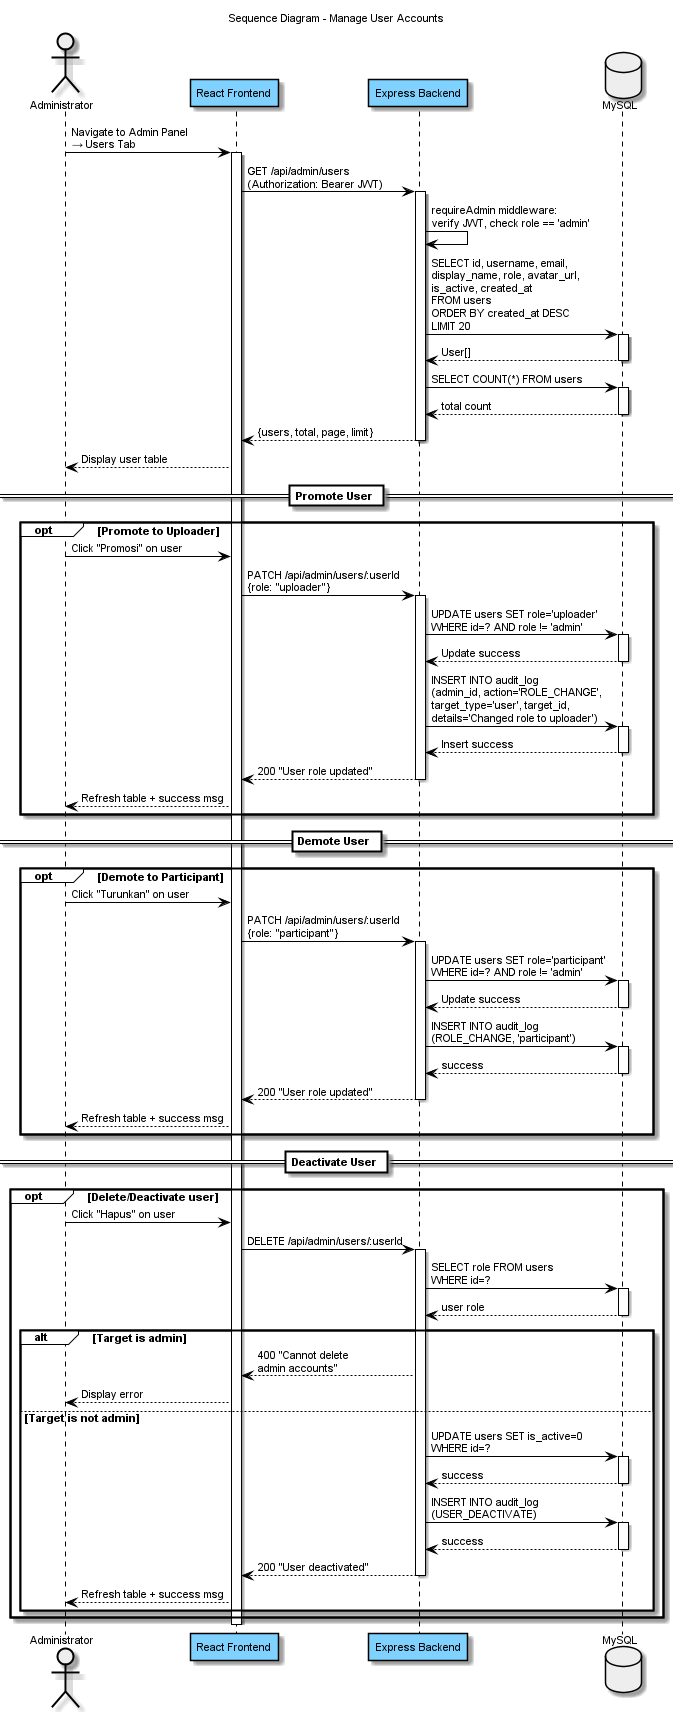 Sequence Diagram - Manage User Accounts
Administrator
React Frontend
Express Backend
MySQL
Navigate to Admin Panel
→ Users Tab
GET /api/admin/users
(Authorization: Bearer JWT)
requireAdmin middleware:
verify JWT, check role == 'admin'
SELECT id, username, email,
display_name, role, avatar_url,
is_active, created_at
FROM users
ORDER BY created_at DESC
LIMIT 20
User[]
SELECT COUNT(*) FROM users
total count
{users, total, page, limit}
Display user table
Promote User
opt [Promote to Uploader]
Click "Promosi" on user
PATCH /api/admin/users/:userId
{role: "uploader"}
UPDATE users SET role='uploader'
WHERE id=? AND role != 'admin'
Update success
INSERT INTO audit_log
(admin_id, action='ROLE_CHANGE',
target_type='user', target_id,
details='Changed role to uploader')
Insert success
200 "User role updated"
Refresh table + success msg
Demote User
opt [Demote to Participant]
Click "Turunkan" on user
PATCH /api/admin/users/:userId
{role: "participant"}
UPDATE users SET role='participant'
WHERE id=? AND role != 'admin'
Update success
INSERT INTO audit_log
(ROLE_CHANGE, 'participant')
success
200 "User role updated"
Refresh table + success msg
Deactivate User
opt [Delete/Deactivate user]
Click "Hapus" on user
DELETE /api/admin/users/:userId
SELECT role FROM users
WHERE id=?
user role
alt [Target is admin]
400 "Cannot delete
admin accounts"
Display error
[Target is not admin]
UPDATE users SET is_active=0
WHERE id=?
success
INSERT INTO audit_log
(USER_DEACTIVATE)
success
200 "User deactivated"
Refresh table + success msg
Administrator
React Frontend
Express Backend
MySQL